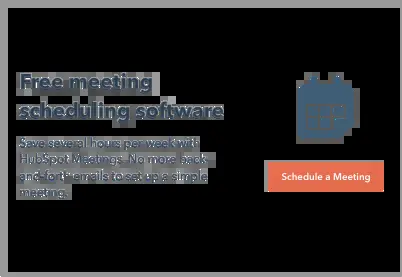 Free meeting
scheduling software
Save several hours per week with
HubSpot Meetings. No more back-
and-forth emails to set up a simple
meeting.
Schedule a Meeting